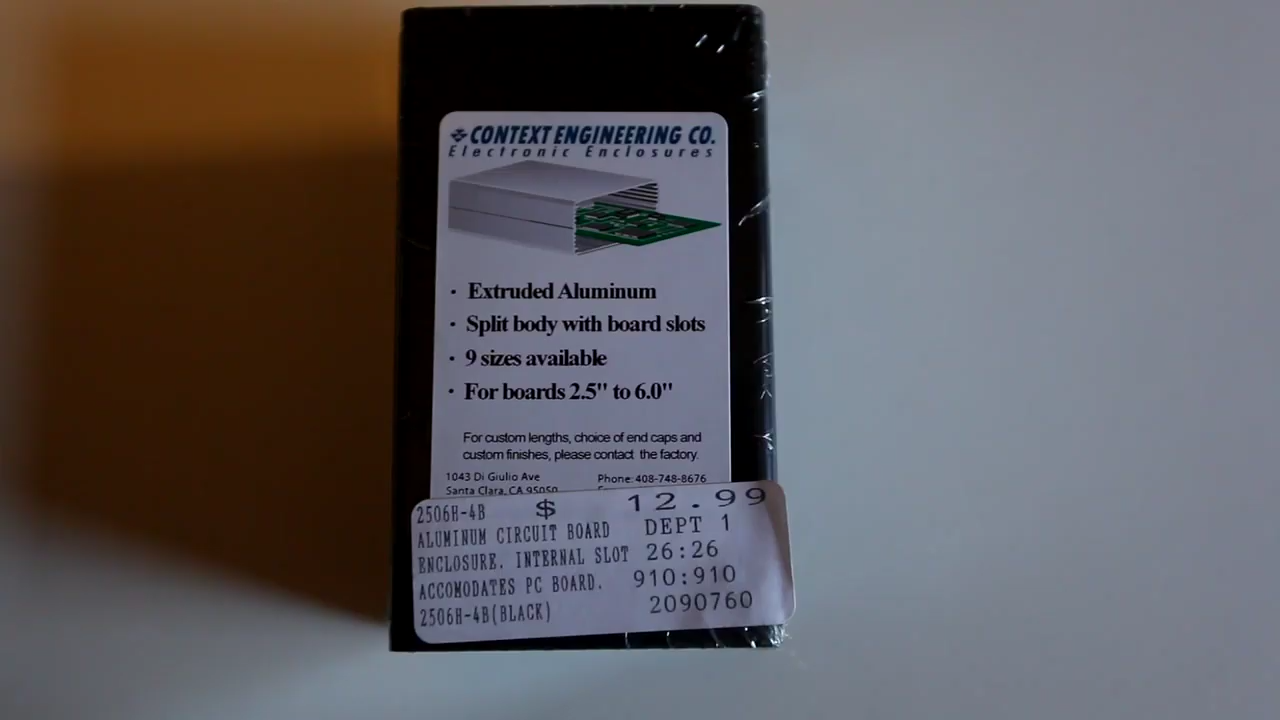 CONTEXT ENGINEERING CO.
Electronic Enclosures
· Extruded Aluminum
· Split body with board slots
· 9 sizes available
· For boards 2.5" to 6.0"
For custom lengths, choice of end caps and
custom finishes, please contact the factory.
1043 Di Giulio Ave Phone: 408-748-8676
Santa Clara, CA 95050
2506H-4B $ 12.99
ALUMINUM CIRCUIT BOARD DEPT 1
ENCLOSURE. INTERNAL SLOT 26:26
ACCOMODATES PC BOARD. 910:910
2506H-4B(BLACK) 2090760